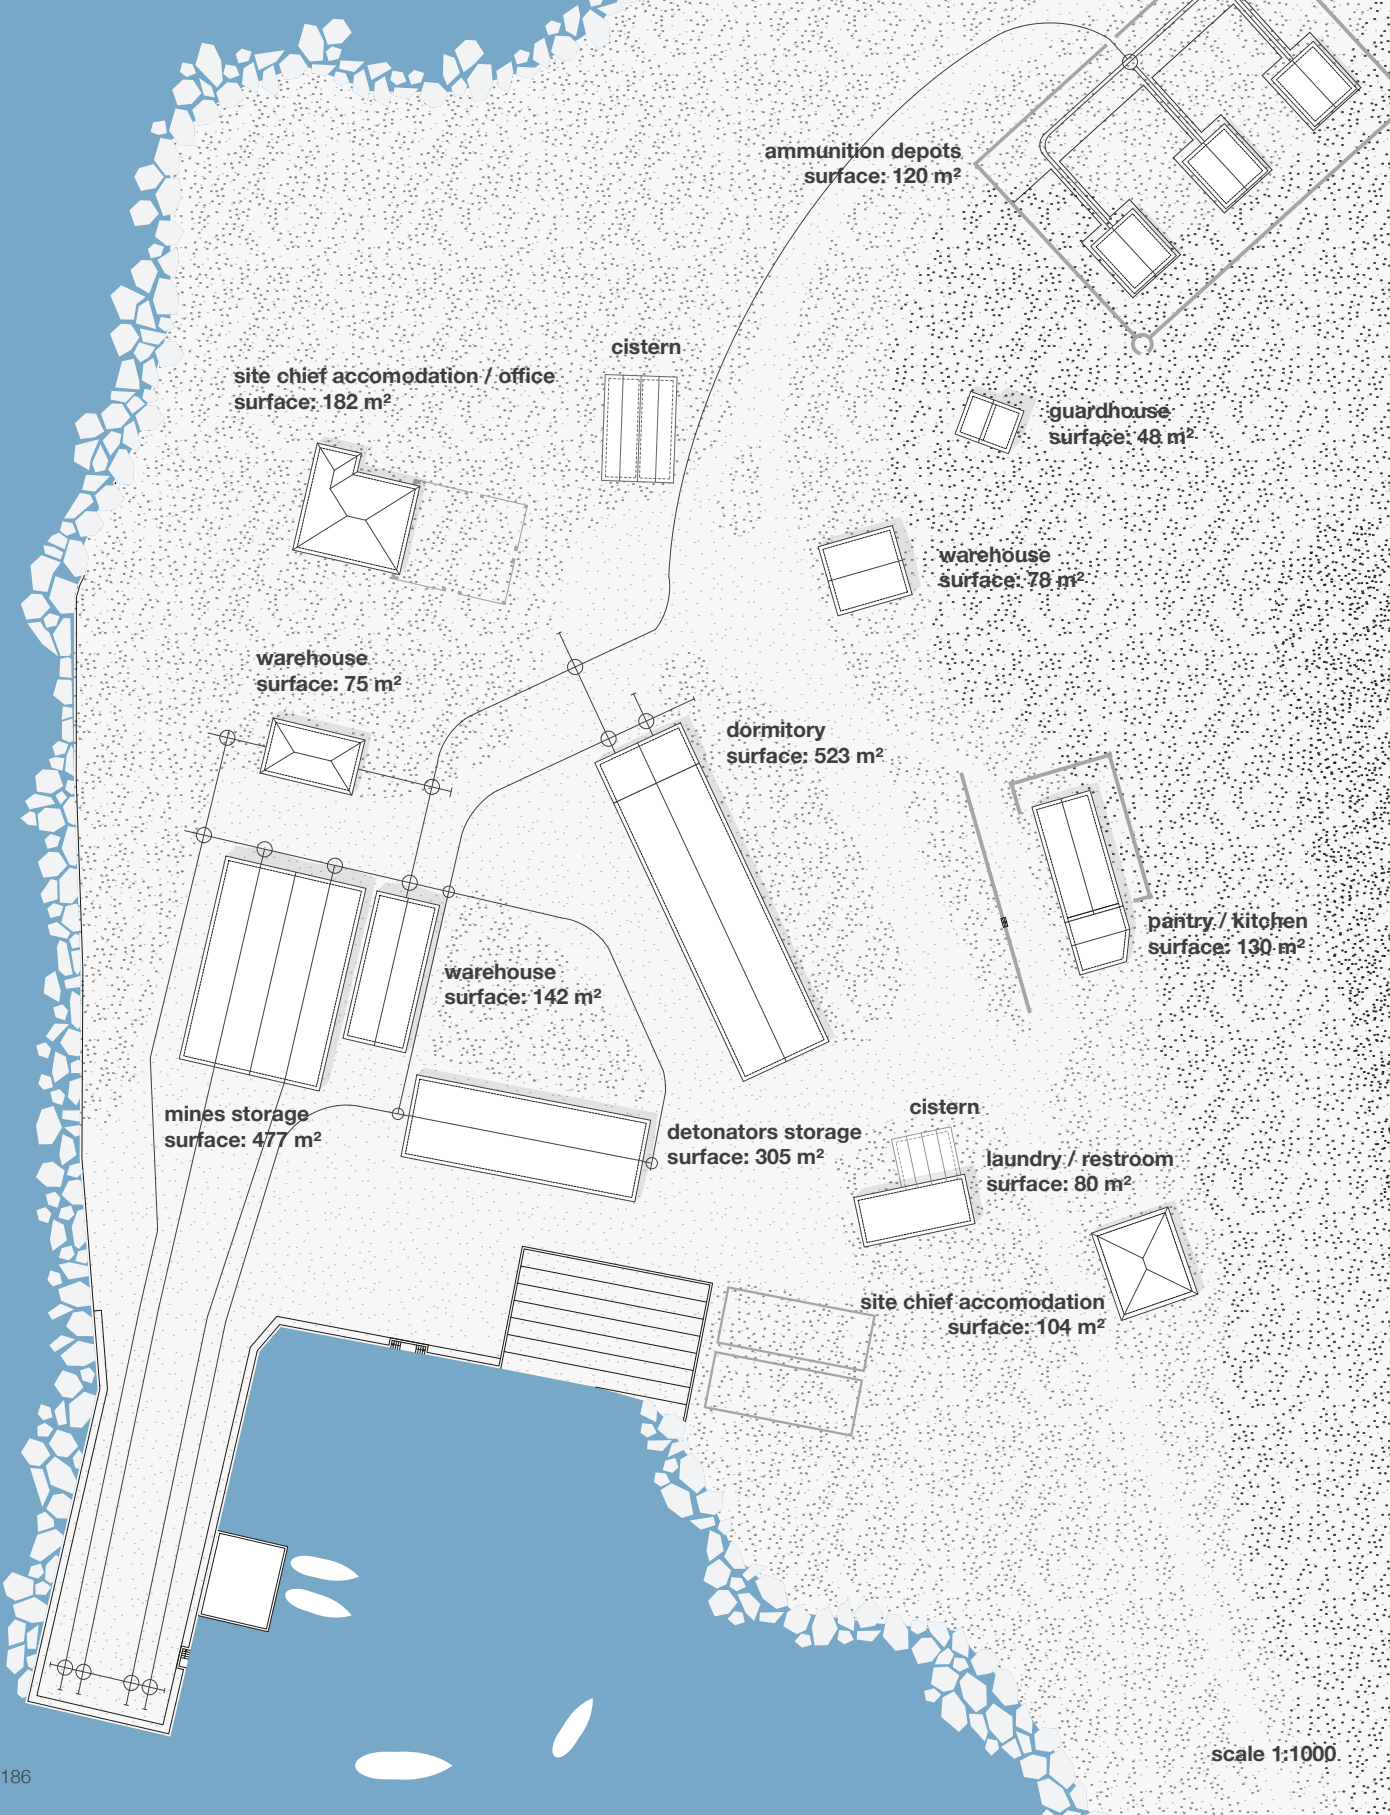 ammunition depots
surface: 120 m²
cistern
site chief accomodation / office
surface: 182 m²
guardhouse
surface: 48 m²
warehouse
surface: 78 m²
warehouse
surface: 75 m²
dormitory
surface: 523 m²
pantry / kitchen
surface: 130 m²
warehouse
surface: 142 m²
mines storage
surface: 477 m²
detonators storage
surface: 305 m²
cistern
laundry / restroom
surface: 80 m²
site chief accomodation
surface: 104 m²
scale 1:1000
186